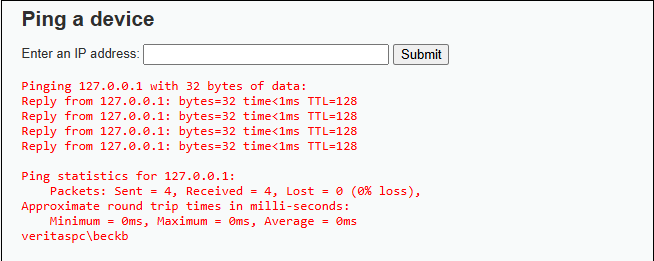 Ping a device
Enter an IP address: Submit
Pinging 127.0.0.1 with 32 bytes of data:
Reply from 127.0.0.1: bytes=32 time<1ms TTL=128
Reply from 127.0.0.1: bytes=32 time<1ms TTL=128
Reply from 127.0.0.1: bytes=32 time<1ms TTL=128
Reply from 127.0.0.1: bytes=32 time<1ms TTL=128
Ping statistics for 127.0.0.1:
Packets: Sent = 4, Received = 4, Lost = 0 (0% loss),
Approximate round trip times in milli-seconds:
Minimum = 0ms, Maximum = 0ms, Average = 0ms
veritaspc\beckb